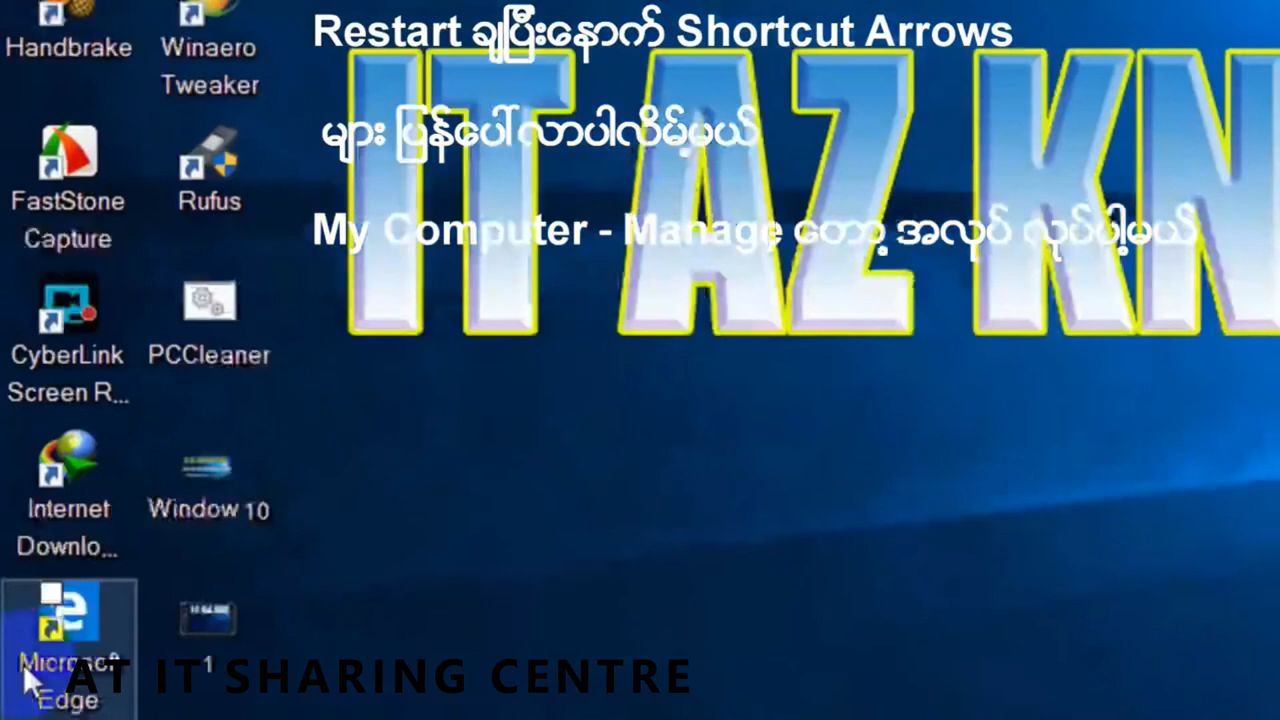 Restart ချပြီးနောက် Shortcut Arrows
များ ပြန်ပေါ်လာပါလိမ့်မယ်
My Computer - Manage တော့ အလုပ် လုပ်ပါ့မယ်
IT AZ KN
Handbrake
Winaero
Tweaker
FastStone
Capture
Rufus
CyberLink
Screen R...
PCCleaner
Internet
Downlo...
Window 10
Microsoft
Edge
1
AT IT SHARING CENTRE